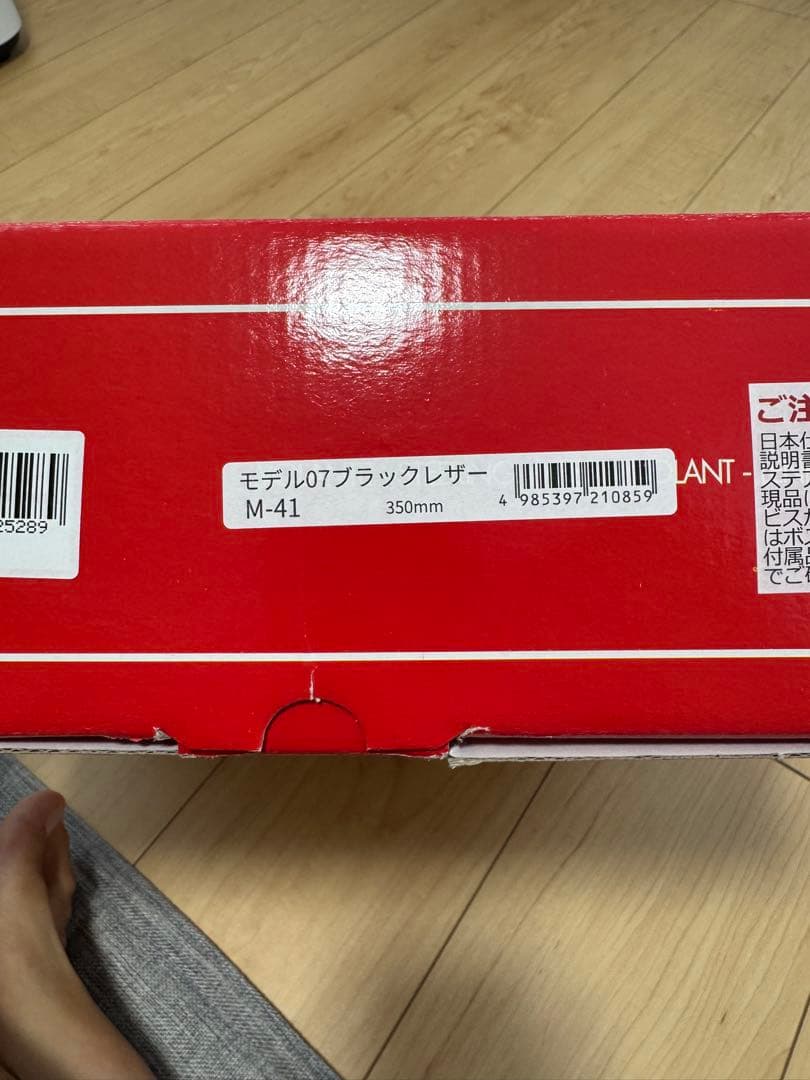 モデル07ブラックレザー
M-41 350mm
4 985397 210859
25289
LANT -
ご注
日本仕
説明書
ステア
現品に
ビスカ
はボス
付属品
でご確